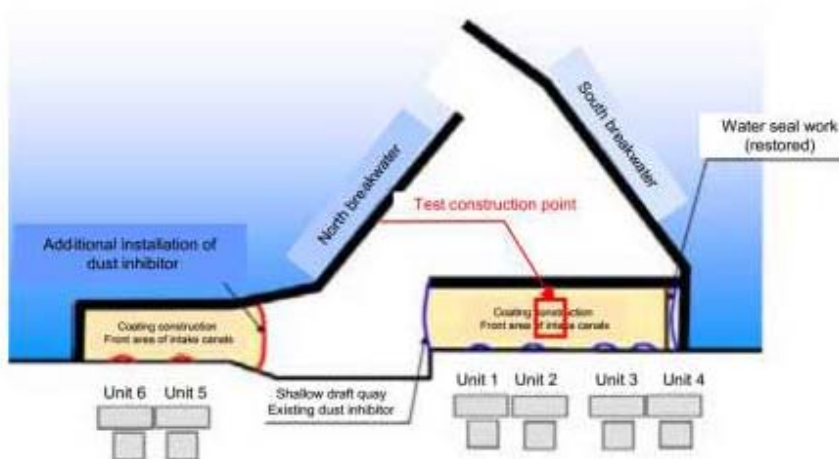 North breakwater
South breakwater
Water seal work
(restored)
Test construction point
Additional installation of
dust inhibitor
Coating construction
Front area of intake canals
Coating construction
Front area of intake canals
Shallow draft quay
Existing dust inhibitor
Unit 6
Unit 5
Unit 1
Unit 2
Unit 3
Unit 4